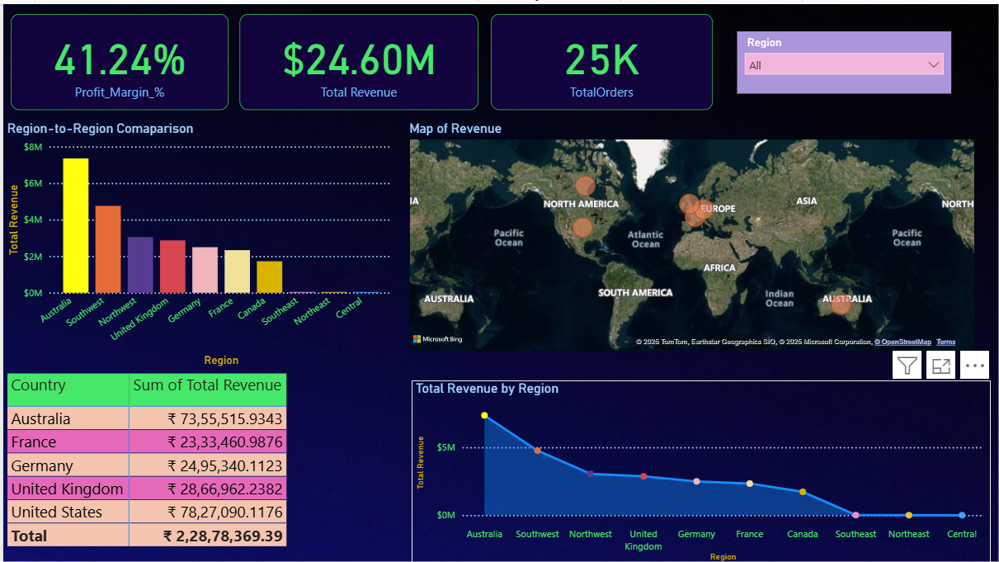 41.24%
Profit_Margin_%
$24.60M
Total Revenue
25K
TotalOrders
Region
All
Region-to-Region Comaparison
$8M
$6M
$4M
$2M
$0M
Total Revenue
Australia
Southwest
Northwest
United Kingdom
Germany
France
Canada
Southeast
Northeast
Central
Region
Map of Revenue
IA
NORTH AMERICA
EUROPE
ASIA
NORTH
Pacific
Ocean
Atlantic
Ocean
Pacific
Ocean
AFRICA
SOUTH AMERICA
Indian
Ocean
AUSTRALIA
AUSTRALIA
Microsoft Bing
© 2025 TomTom, Earthstar Geographics SIO, © 2025 Microsoft Corporation, © OpenStreetMap Terms
Country Sum of Total Revenue
Australia ₹ 73,55,515.9343
France ₹ 23,33,460.9876
Germany ₹ 24,95,340.1123
United Kingdom ₹ 28,66,962.2382
United States ₹ 78,27,090.1176
Total ₹ 2,28,78,369.39
Total Revenue by Region
$5M
$0M
Total Revenue
Australia Southwest Northwest United Kingdom Germany France Canada Southeast Northeast Central
Region